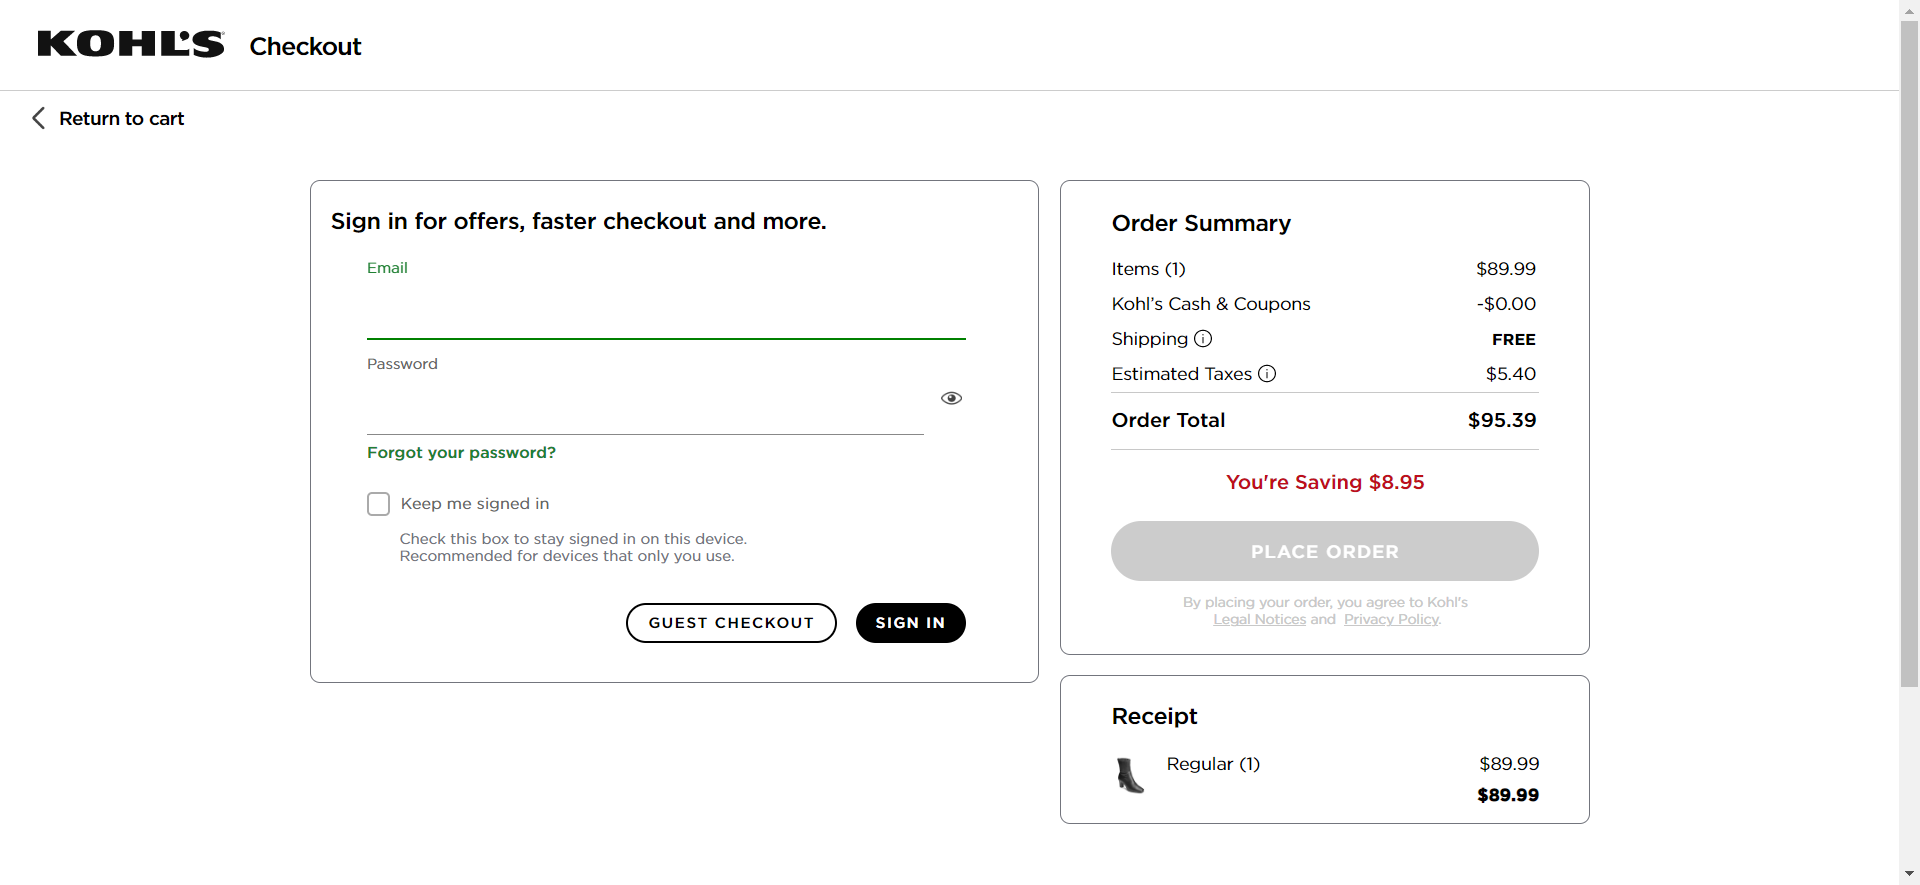 KOHL'S Checkout
Return to cart
Sign in for offers, faster checkout and more.
Email
Password
Forgot your password?
Keep me signed in
Check this box to stay signed in on this device.
Recommended for devices that only you use.
GUEST CHECKOUT SIGN IN
Order Summary
Items (1) $89.99
Kohl’s Cash & Coupons -$0.00
Shipping FREE
Estimated Taxes $5.40
Order Total $95.39
You're Saving $8.95
PLACE ORDER
By placing your order, you agree to Kohl's
Legal Notices and Privacy Policy.
Receipt
Regular (1) $89.99
$89.99